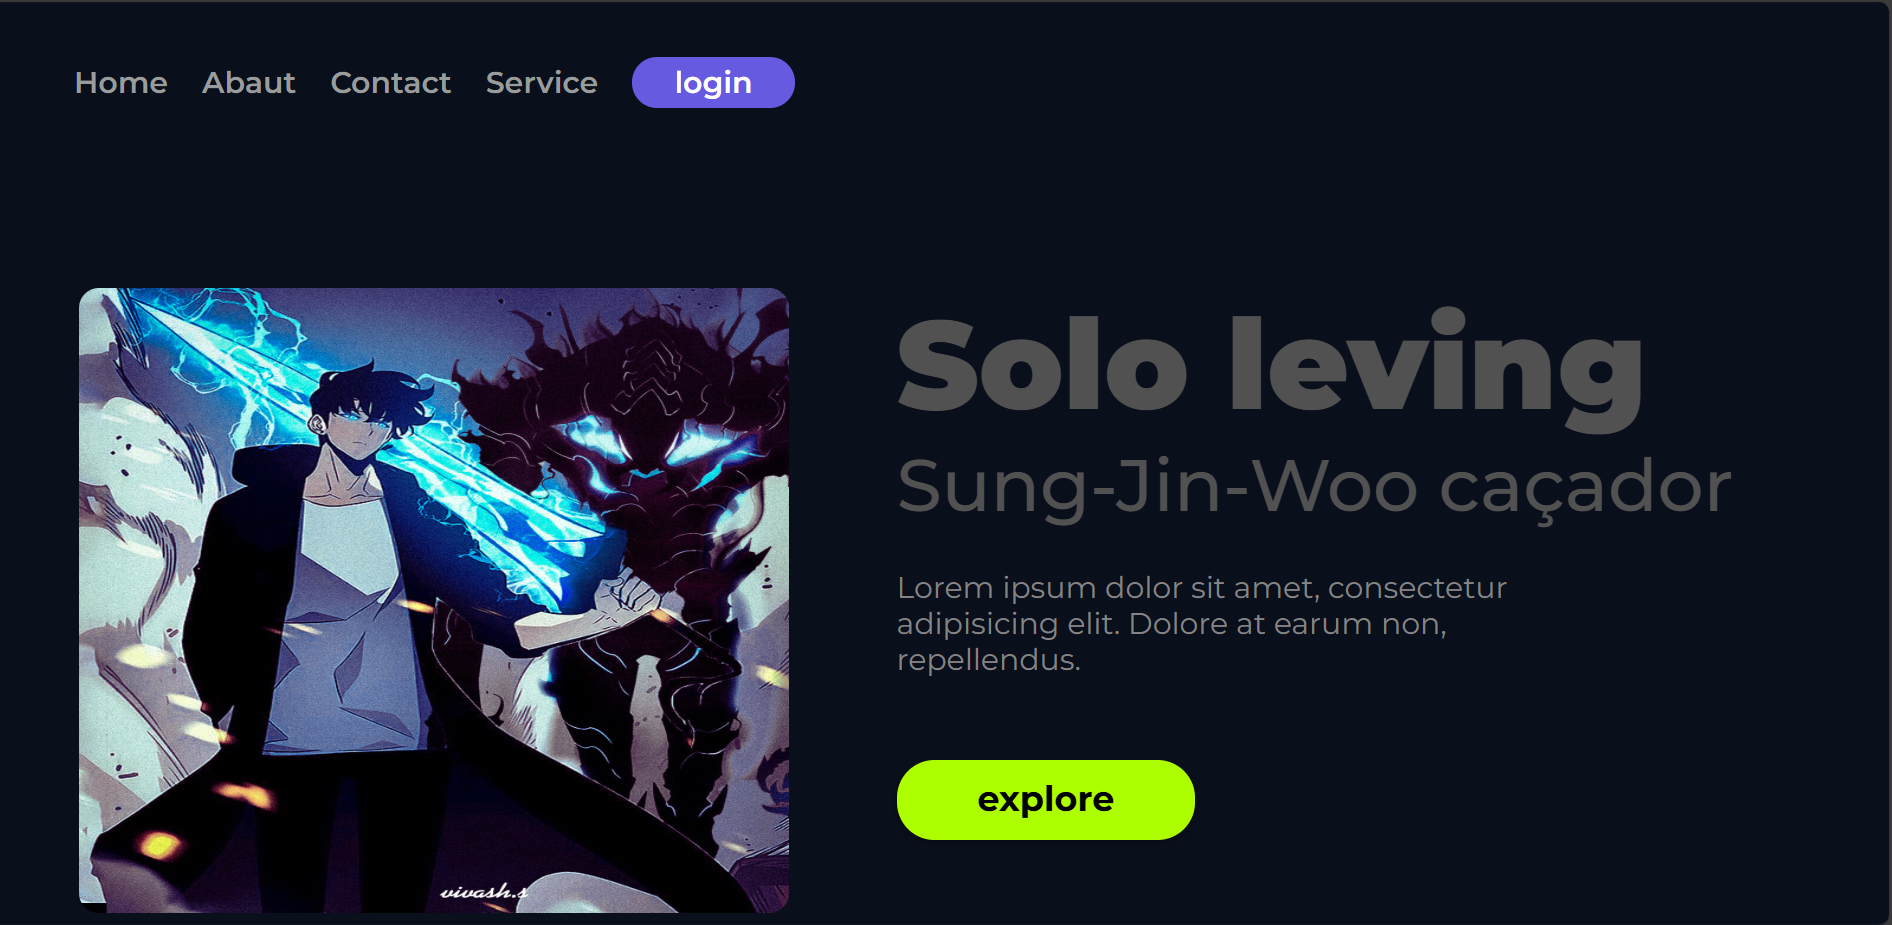 Home Abaut Contact Service login
Solo leving
Sung-Jin-Woo caçador
Lorem ipsum dolor sit amet, consectetur
adipisicing elit. Dolore at earum non,
repellendus.
explore
vivash.s